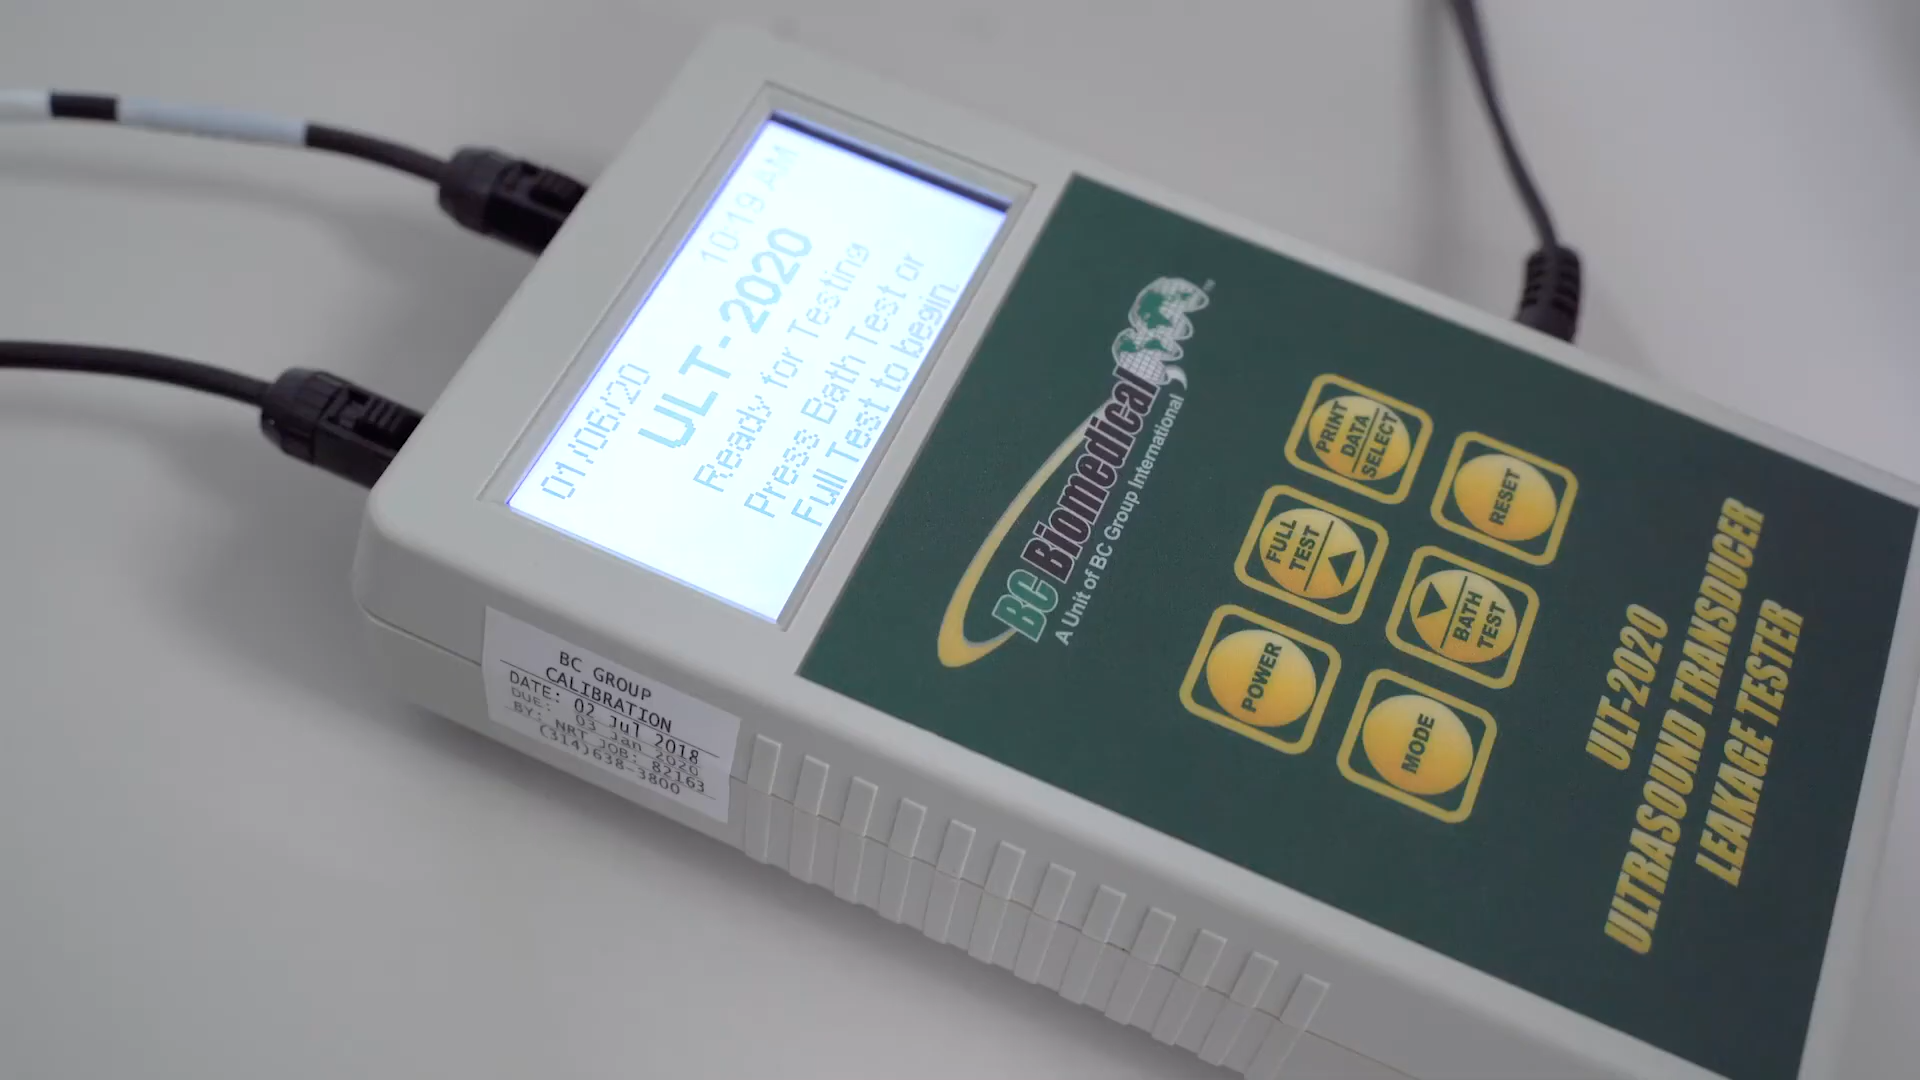 01/06/20 10:19 AM
ULT-2020
Ready for Testing
Press Bath Test or
Full Test to begin.
BC Biomedical
A Unit of BC Group International
TM
PRINT
DATA
SELECT
RESET
FULL
TEST
BATH
TEST
POWER
MODE
ULT-2020
ULTRASOUND TRANSDUCER
LEAKAGE TESTER
BC GROUP
CALIBRATION
DATE: 02 Jul 2018
DUE: 03 Jan 2020
BY: NRT JOB: 82163
(314)638-3800